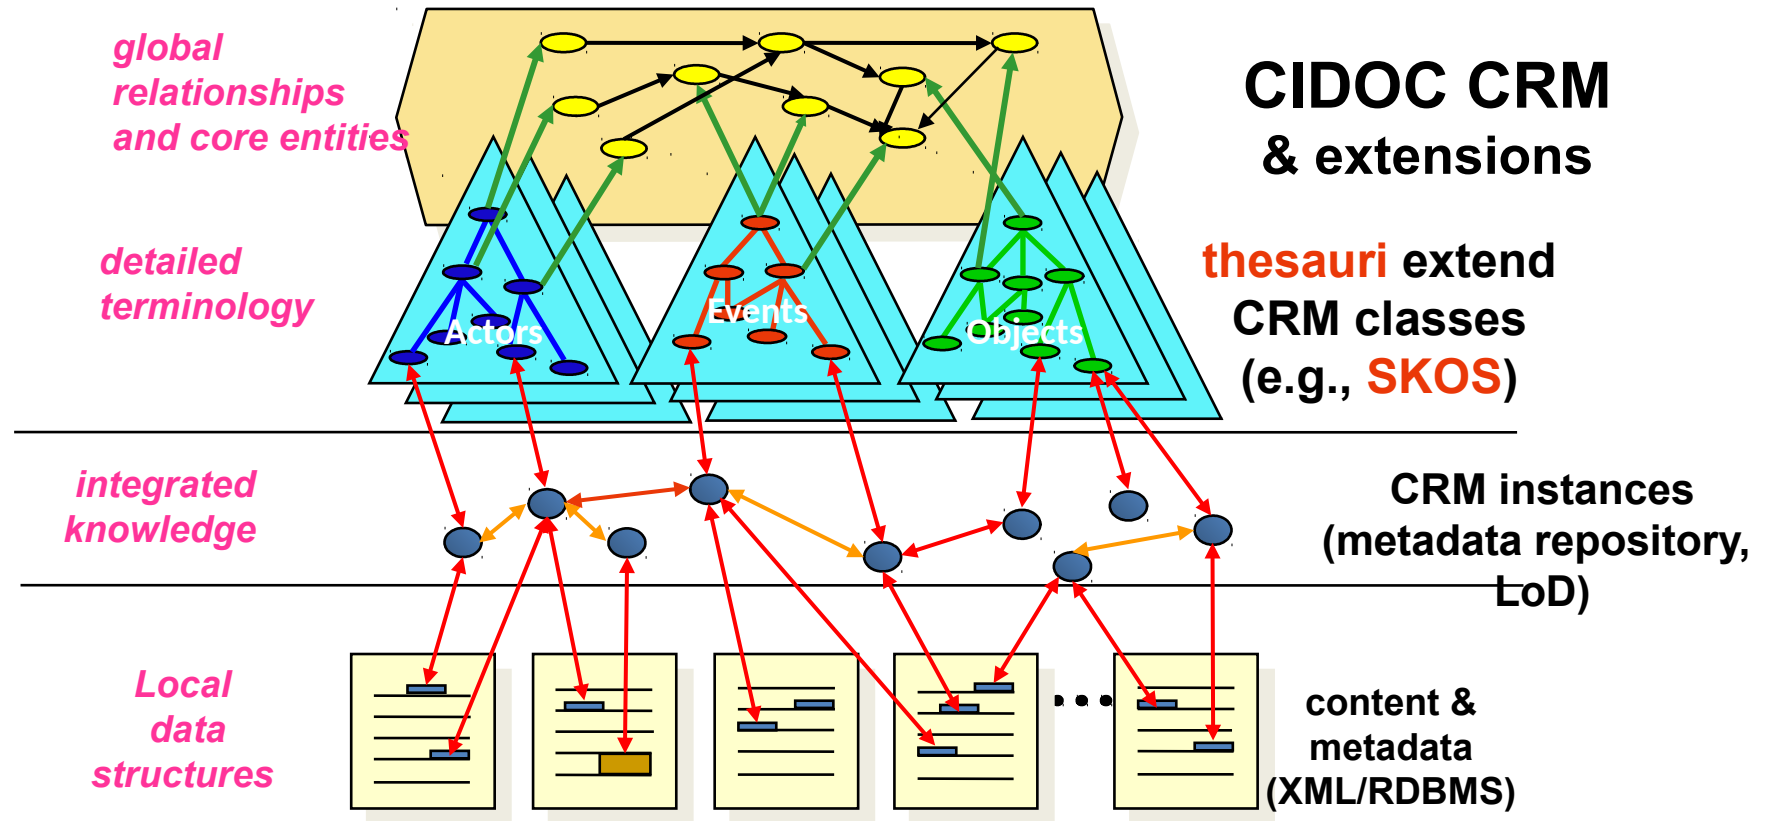 global
relationships
and core entities
CIDOC CRM
& extensions
detailed
terminology
Actors
Events
Objects
thesauri extend
CRM classes
(e.g., SKOS)
integrated
knowledge
CRM instances
(metadata repository,
LoD)
Local
data
structures
content &
metadata
(XML/RDBMS)